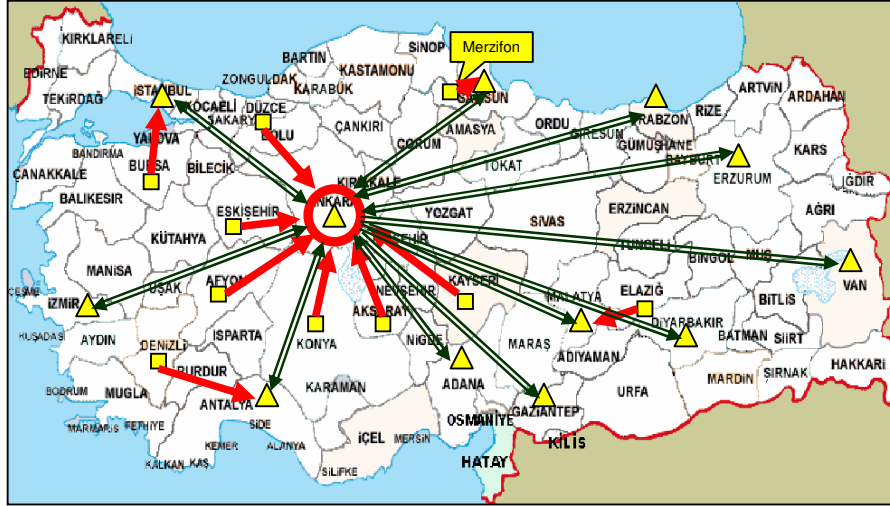 KIRKLARELİ
EDİRNE
TEKİRDAĞ
İSTANBUL
KOCAELİ
YALOVA
BANDIRMA
ÇANAKKALE
BURSA
BİLECİK
BALIKESIR
ZONGULDAK
BARTIN
KARABÜK
KASTAMONU
SİNOP
Merzifon
SAMSUN
DÜZCE
SAKARYA
BOLU
ÇANKIRI
ÇORUM
AMASYA
ORDU
TOKAT
GİRESUN
TRABZON
RİZE
ARTVİN
ARDAHAN
GÜMÜŞHANE
BAYBURT
KARS
ERZURUM
IĞDIR
AĞRI
KIRIKKALE
ANKARA
ESKİŞEHİR
KÜTAHYA
YOZGAT
SİVAS
ERZİNCAN
TUNCELİ
BİNGÖL
MUŞ
VAN
MANİSA
UŞAK
AFYON
KIRŞEHİR
NEVŞEHİR
KAYSERİ
AKSARAY
MALATYA
ELAZIĞ
BİTLİS
ÇEŞME
İZMİR
KUŞADASI
AYDIN
DENIZLİ
ISPARTA
KONYA
NİĞDE
MARAŞ
ADIYAMAN
DİYARBAKIR
BATMAN
SİİRT
ŞIRNAK
HAKKARİ
BODRUM
MUGLA
BURDUR
ANTALYA
KARAMAN
ADANA
GAZİANTEP
URFA
MARDİN
MARMARİS
FETHİYE
KALKAN
KAŞ
KEMER
SİDE
ALANYA
İÇEL
MERSİN
SİLİFKE
OSMANİYE
KİLİS
HATAY